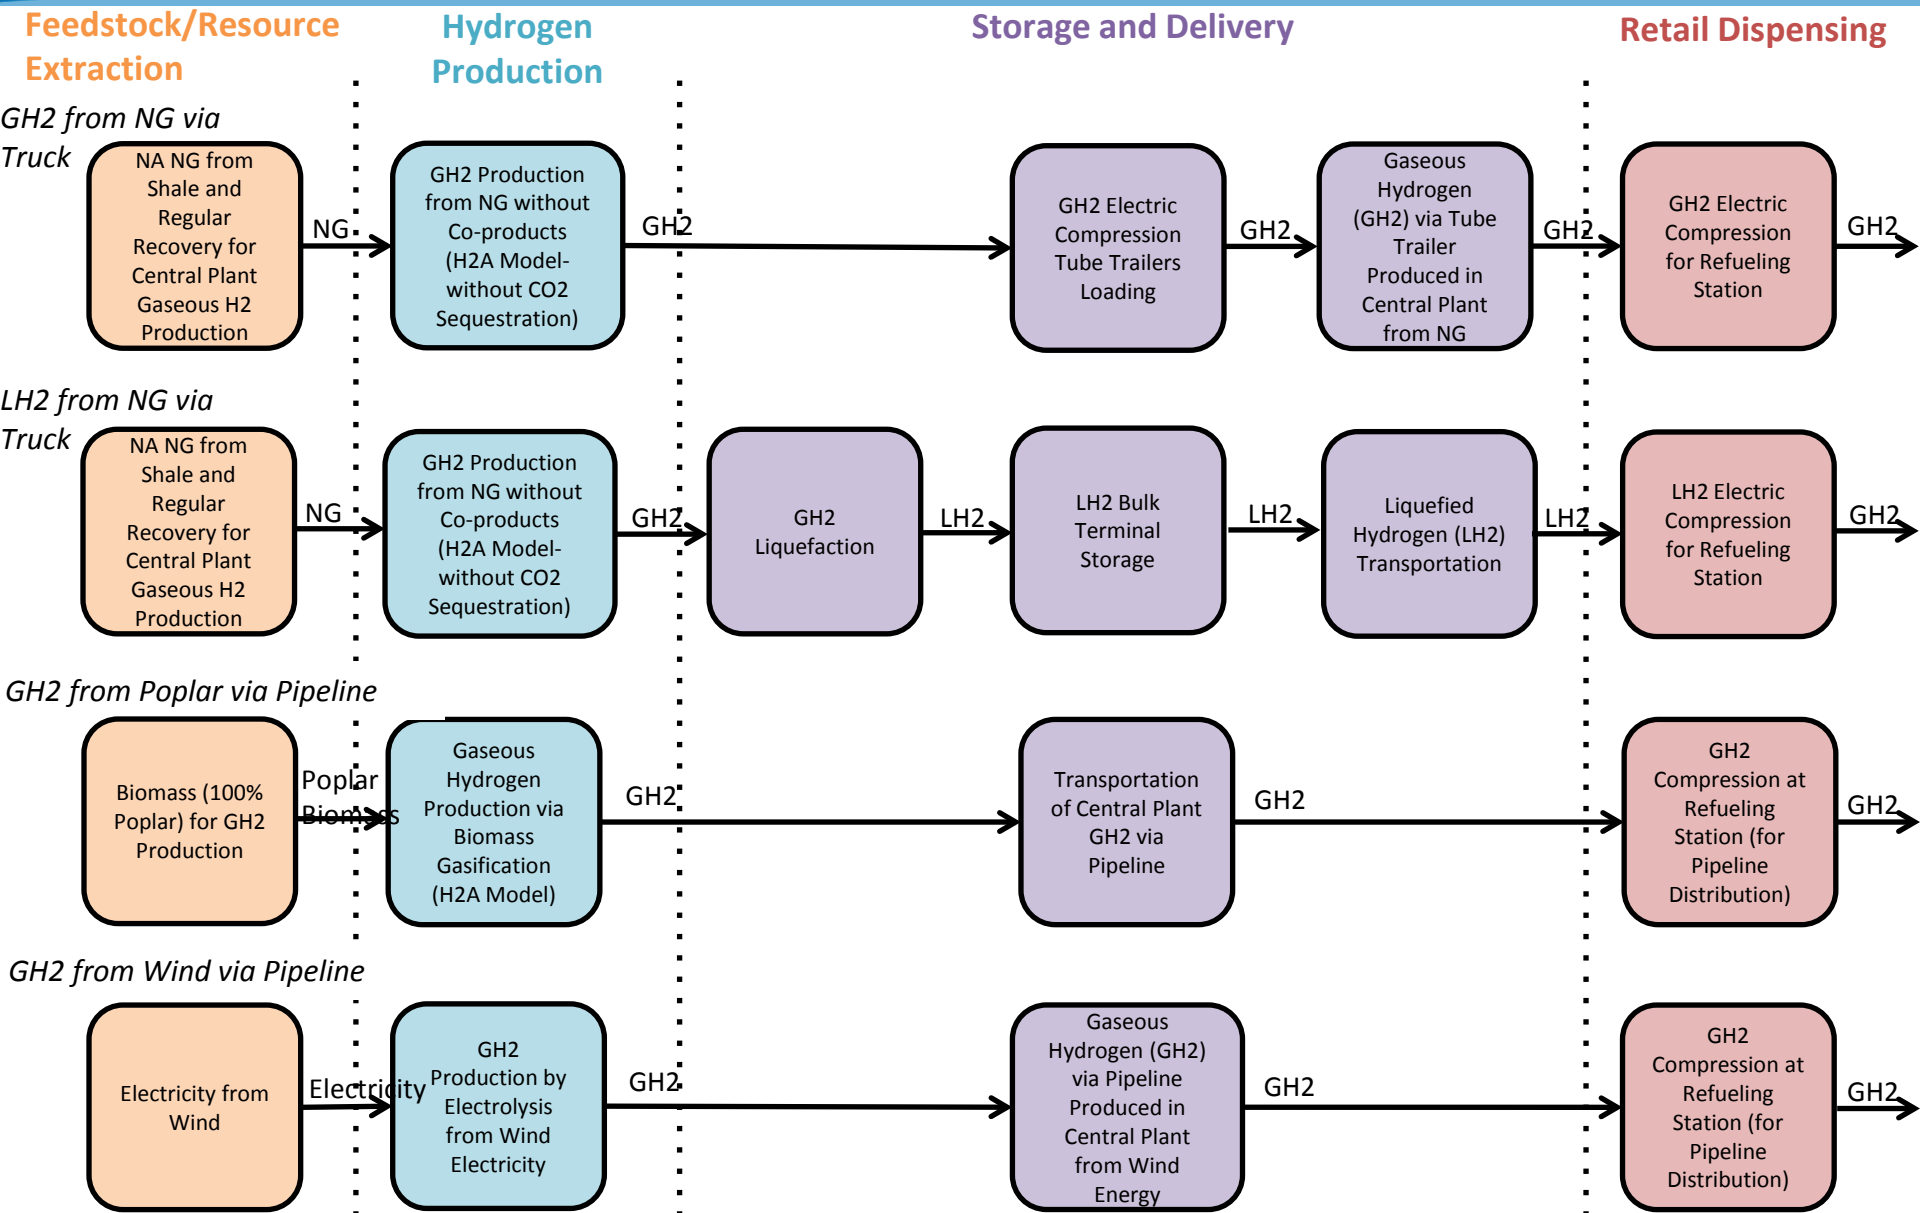 Feedstock/Resource
Extraction
Hydrogen
Production
Storage and Delivery
Retail Dispensing
GH2 from NG via
Truck
NA NG from
Shale and
Regular
Recovery for
Central Plant
Gaseous H2
Production
NG
GH2 Production
from NG without
Co-products
(H2A Model-
without CO2
Sequestration)
GH2
GH2 Electric
Compression
Tube Trailers
Loading
GH2
Gaseous
Hydrogen
(GH2) via Tube
Trailer
Produced in
Central Plant
from NG
GH2
GH2 Electric
Compression
for Refueling
Station
GH2
LH2 from NG via
Truck
NA NG from
Shale and
Regular
Recovery for
Central Plant
Gaseous H2
Production
NG
GH2 Production
from NG without
Co-products
(H2A Model-
without CO2
Sequestration)
GH2
GH2
Liquefaction
LH2
LH2 Bulk
Terminal
Storage
LH2
Liquefied
Hydrogen (LH2)
Transportation
LH2
LH2 Electric
Compression
for Refueling
Station
GH2
GH2 from Poplar via Pipeline
Biomass (100%
Poplar) for GH2
Production
Poplar
Biomass
Gaseous
Hydrogen
Production via
Biomass
Gasification
(H2A Model)
GH2
Transportation
of Central Plant
GH2 via
Pipeline
GH2
GH2
Compression at
Refueling
Station (for
Pipeline
Distribution)
GH2
GH2 from Wind via Pipeline
Electricity from
Wind
Electricity
GH2
Production by
Electrolysis
from Wind
Electricity
GH2
Gaseous
Hydrogen (GH2)
via Pipeline
Produced in
Central Plant
from Wind
Energy
GH2
GH2
Compression at
Refueling
Station (for
Pipeline
Distribution)
GH2